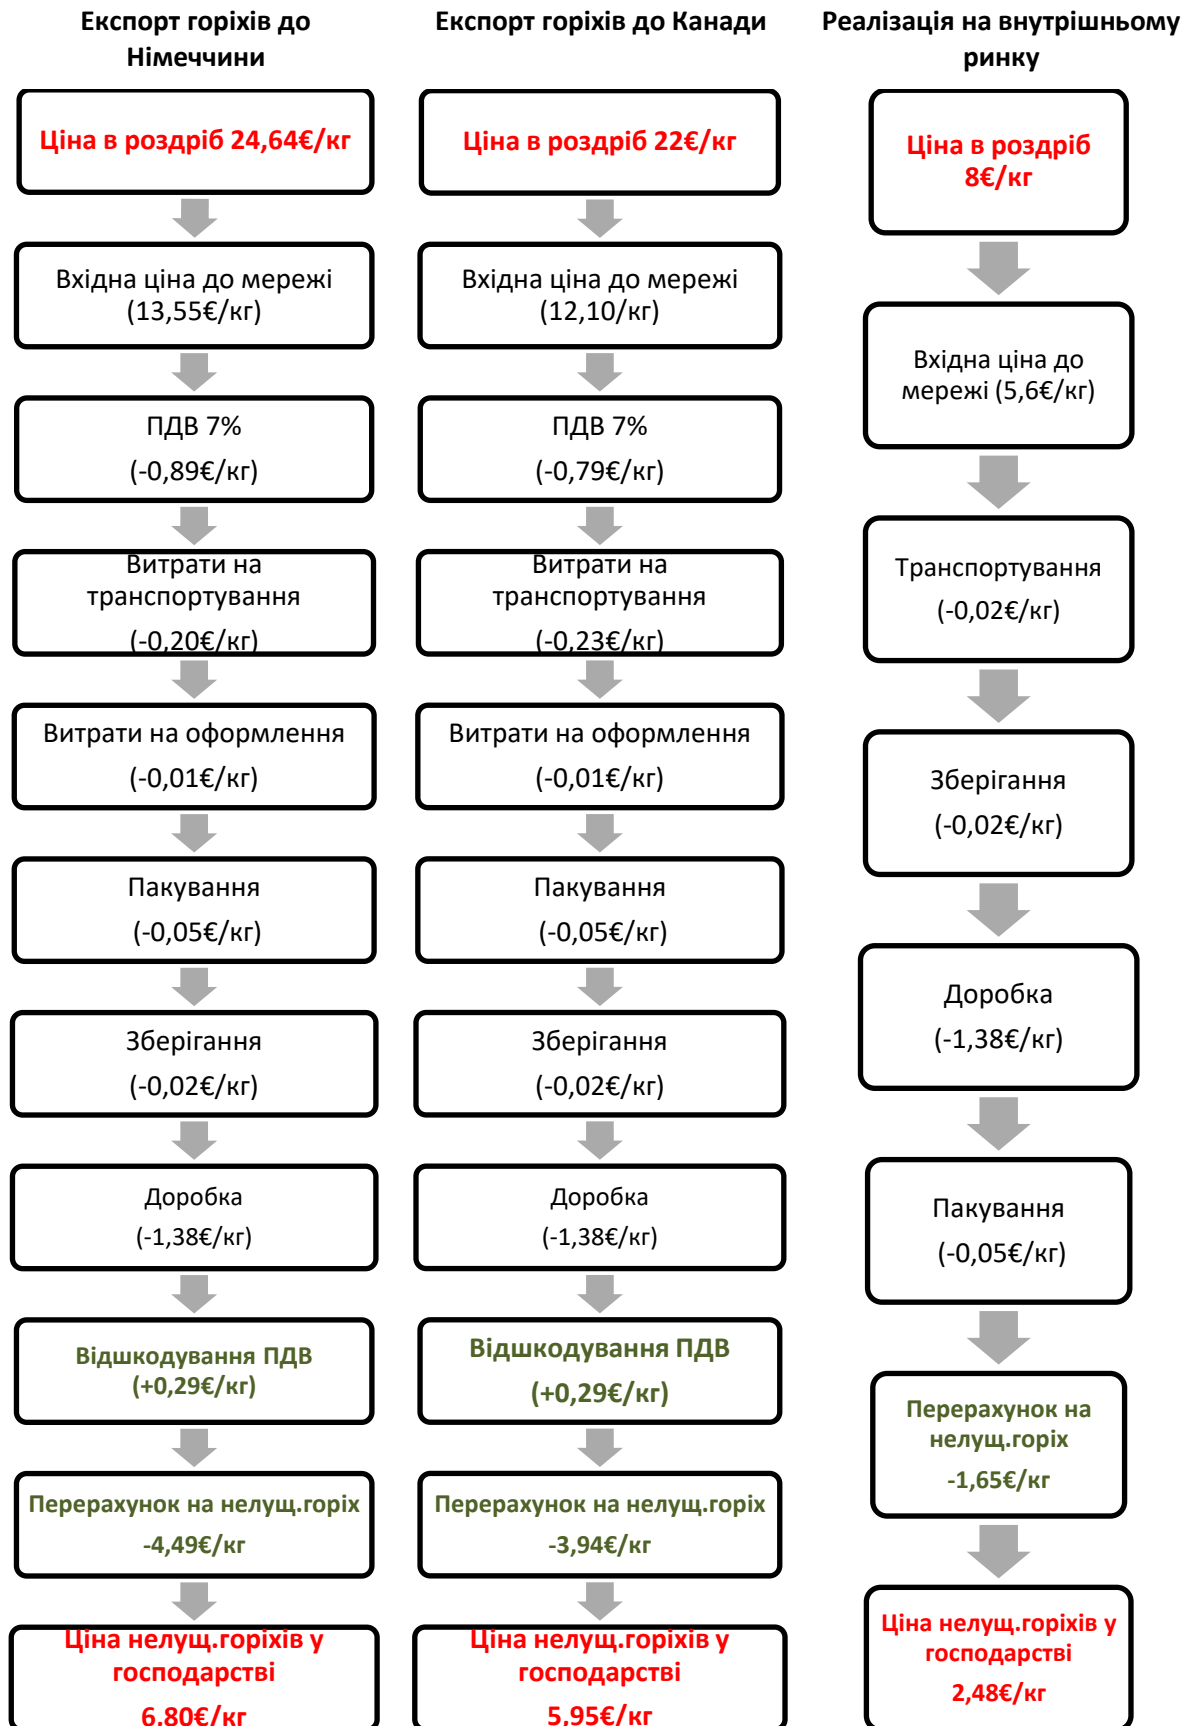 Експорт горіхів до
Німеччини
Ціна в роздріб 24,64€/кг
Вхідна ціна до мережі
(13,55€/кг)
ПДВ 7%
(-0,89€/кг)
Витрати на
транспортування
(-0,20€/кг)
Витрати на оформлення
(-0,01€/кг)
Пакування
(-0,05€/кг)
Зберігання
(-0,02€/кг)
Доробка
(-1,38€/кг)
Відшкодування ПДВ
(+0,29€/кг)
Перерахунок на нелущ.горіх
-4,49€/кг
Ціна нелущ.горіхів у
господарстві
6,80€/кг
Експорт горіхів до Канади
Ціна в роздріб 22€/кг
Вхідна ціна до мережі
(12,10/кг)
ПДВ 7%
(-0,79€/кг)
Витрати на
транспортування
(-0,23€/кг)
Витрати на оформлення
(-0,01€/кг)
Пакування
(-0,05€/кг)
Зберігання
(-0,02€/кг)
Доробка
(-1,38€/кг)
Відшкодування ПДВ
(+0,29€/кг)
Перерахунок на нелущ.горіх
-3,94€/кг
Ціна нелущ.горіхів у
господарстві
5,95€/кг
Реалізація на внутрішньому
ринку
Ціна в роздріб
8€/кг
Вхідна ціна до
мережі (5,6€/кг)
Транспортування
(-0,02€/кг)
Зберігання
(-0,02€/кг)
Доробка
(-1,38€/кг)
Пакування
(-0,05€/кг)
Перерахунок на
нелущ.горіх
-1,65€/кг
Ціна нелущ.горіхів у
господарстві
2,48€/кг